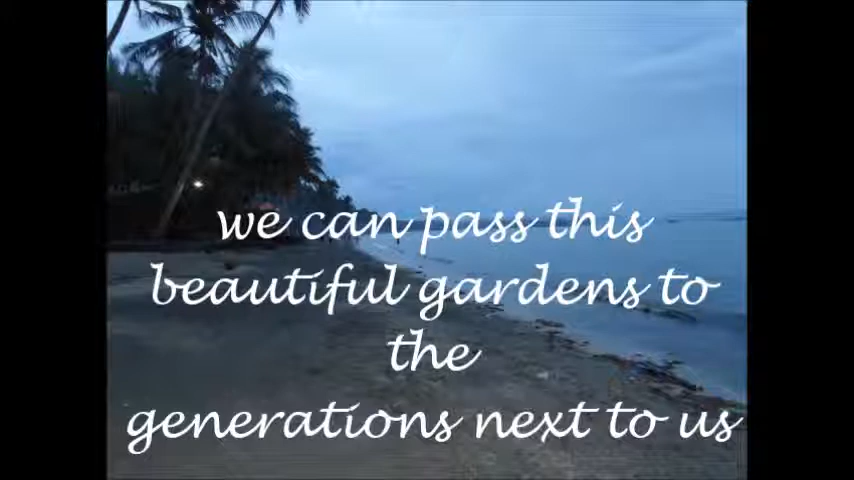 we can pass this
beautiful gardens to
the
generations next to us